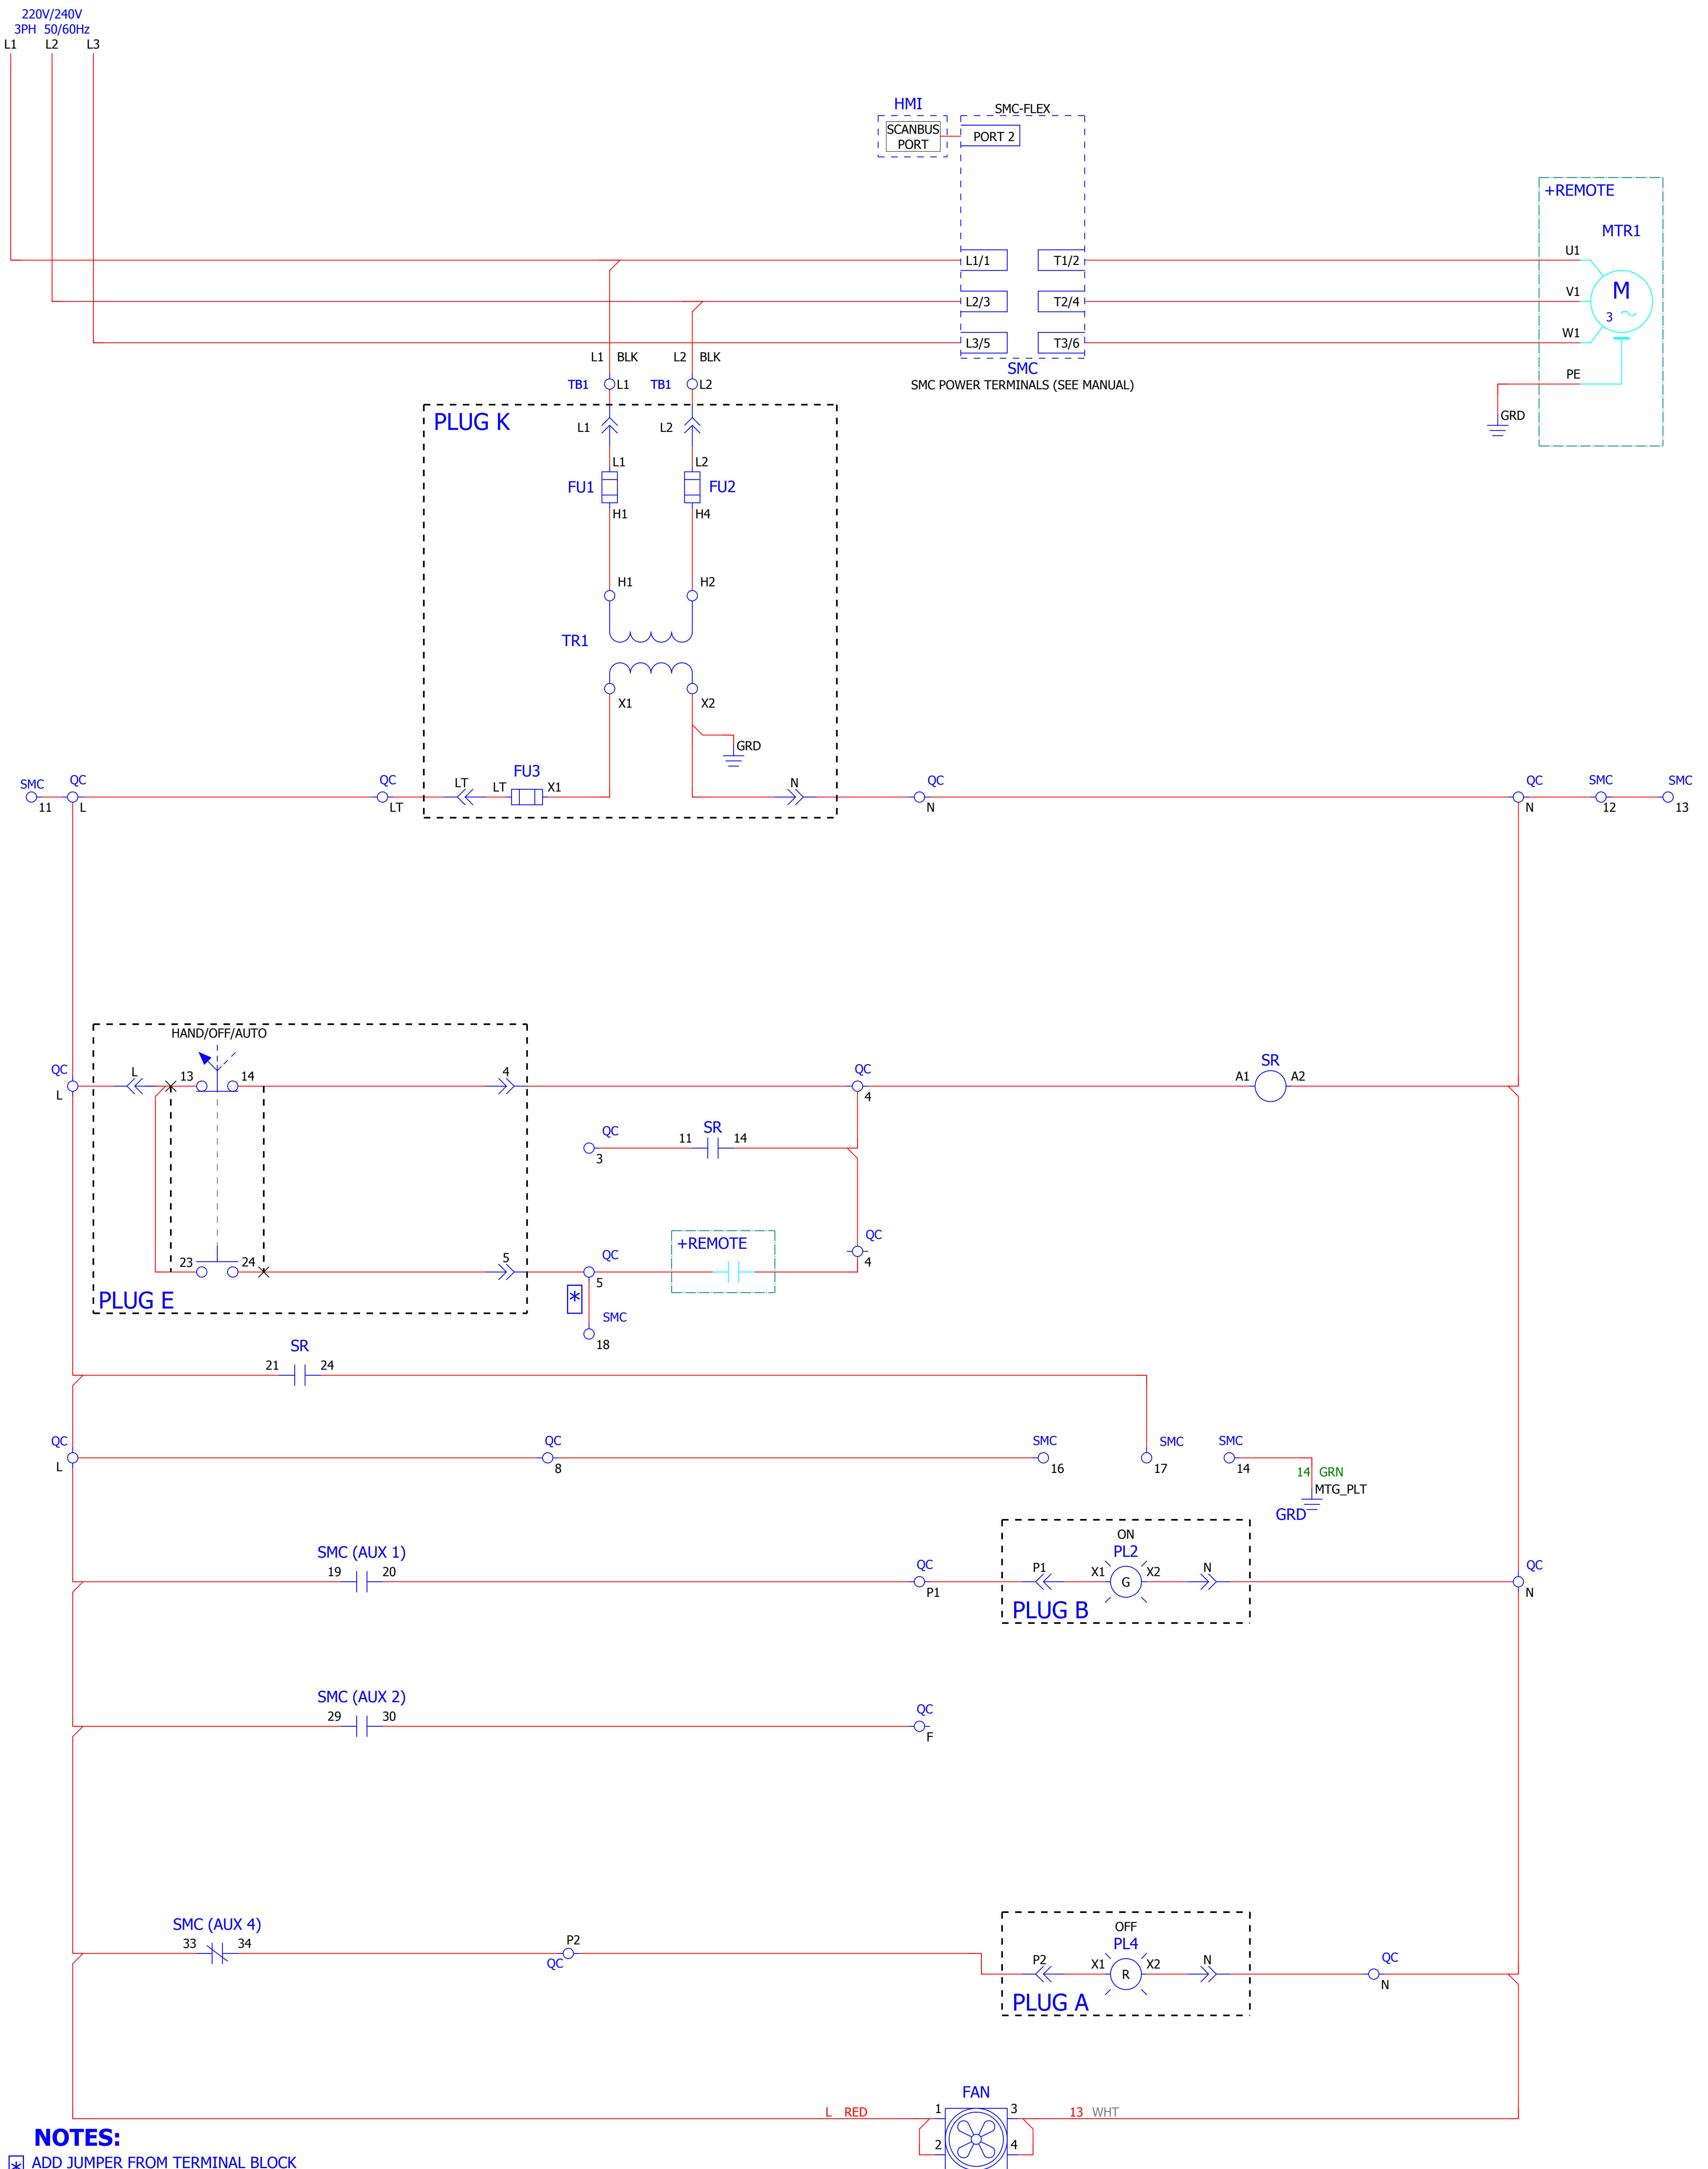 220V/240V
3PH 50/60Hz
L1 L2 L3
HMI
SMC-FLEX
SCANBUS
PORT
PORT 2
+REMOTE
MTR1
L1/1 T1/2 U1
L2/3 T2/4 V1
M
3
L3/5 T3/6 W1
SMC
SMC POWER TERMINALS (SEE MANUAL)
PE
GRD
L1 BLK L2 BLK
TB1 L1 TB1 L2
PLUG K
L1 L2
L1 L2
FU1 FU2
H1 H4
H1 H2
TR1
X1 X2
GRD
SMC QC QC LT LT FU3 X1 N QC QC SMC SMC
11 L LT N N 12 13
HAND/OFF/AUTO
QC L 13 14 4 QC SR
L 4 A1 A2
QC 11 SR 14
3
+REMOTE
QC
4
23 24 5 QC
5
PLUG E
*
SMC
18
SR
21 24
QC QC SMC SMC SMC
L 8 16 17 14
14 GRN
MTG_PLT
GRD
ON
PL2
SMC (AUX 1)
19 20 QC P1 X1 G X2 N QC
P1 N
PLUG B
SMC (AUX 2)
29 30 QC
F
SMC (AUX 4)
33 34 P2
QC
OFF
PL4
P2 X1 R X2 N QC
N
PLUG A
FAN
L RED 1 3 13 WHT
2 4
NOTES:
* ADD JUMPER FROM TERMINAL BLOCK